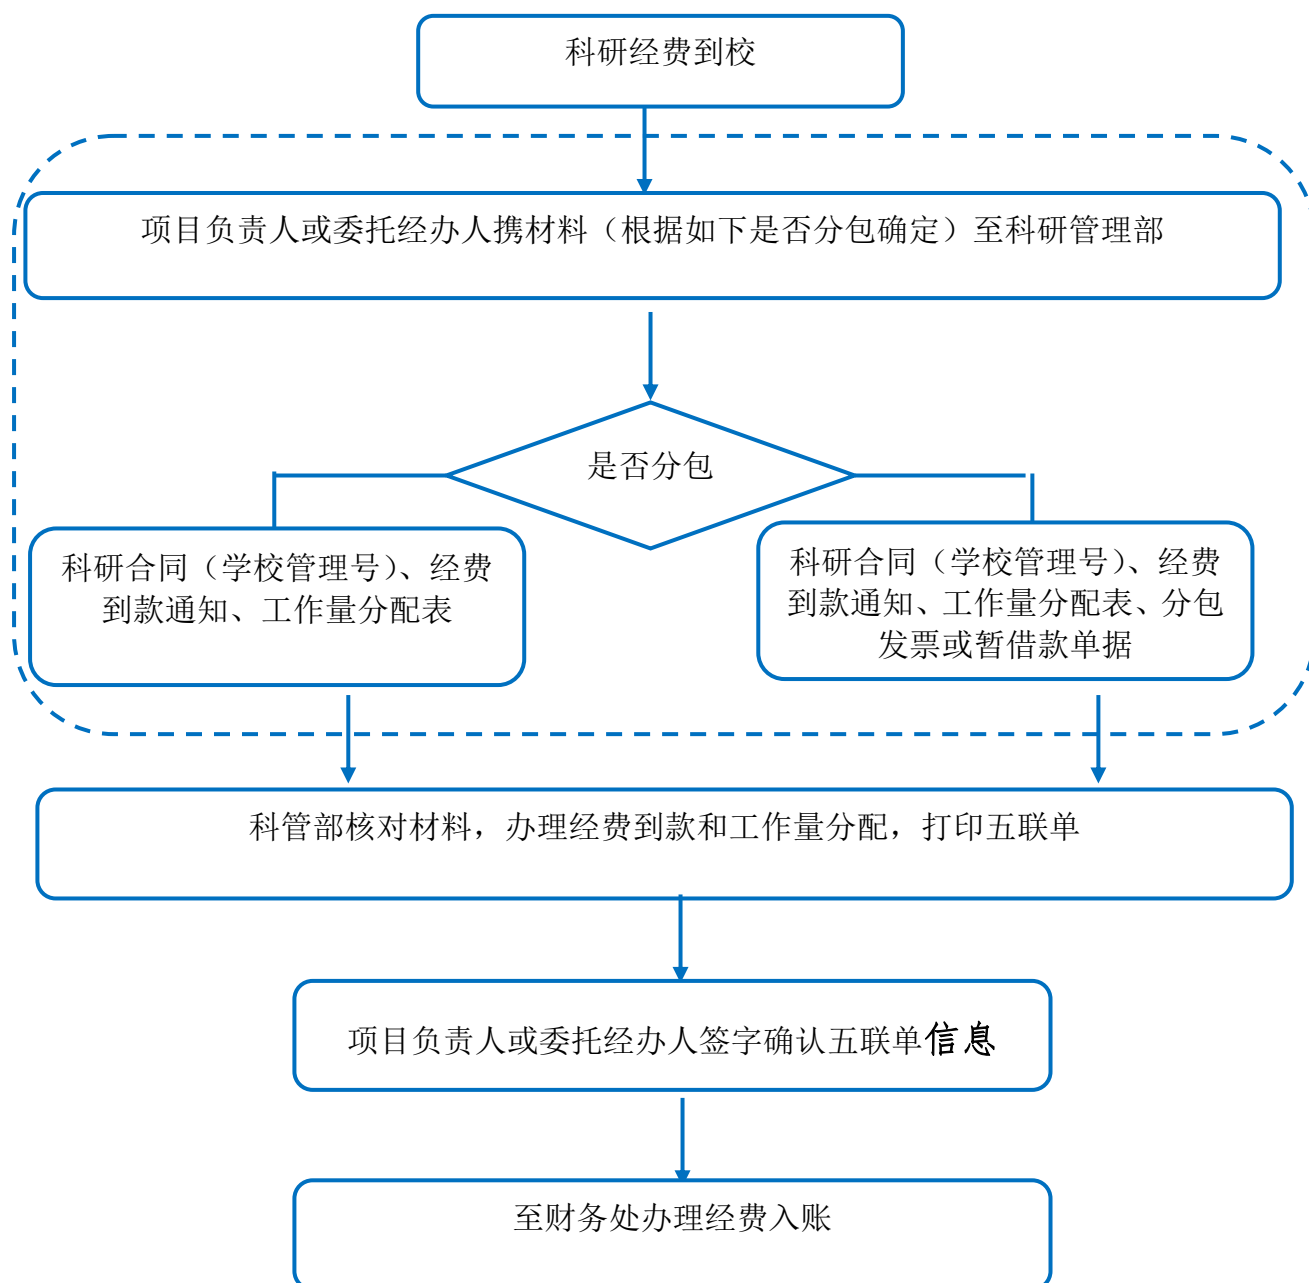 科研经费到校
项目负责人或委托经办人携材料（根据如下是否分包确定）至科研管理部
是否分包
科研合同（学校管理号）、经费
到款通知、工作量分配表
科研合同（学校管理号）、经费
到款通知、工作量分配表、分包
发票或暂借款单据
科管部核对材料，办理经费到款和工作量分配，打印五联单
项目负责人或委托经办人签字确认五联单信息
至财务处办理经费入账